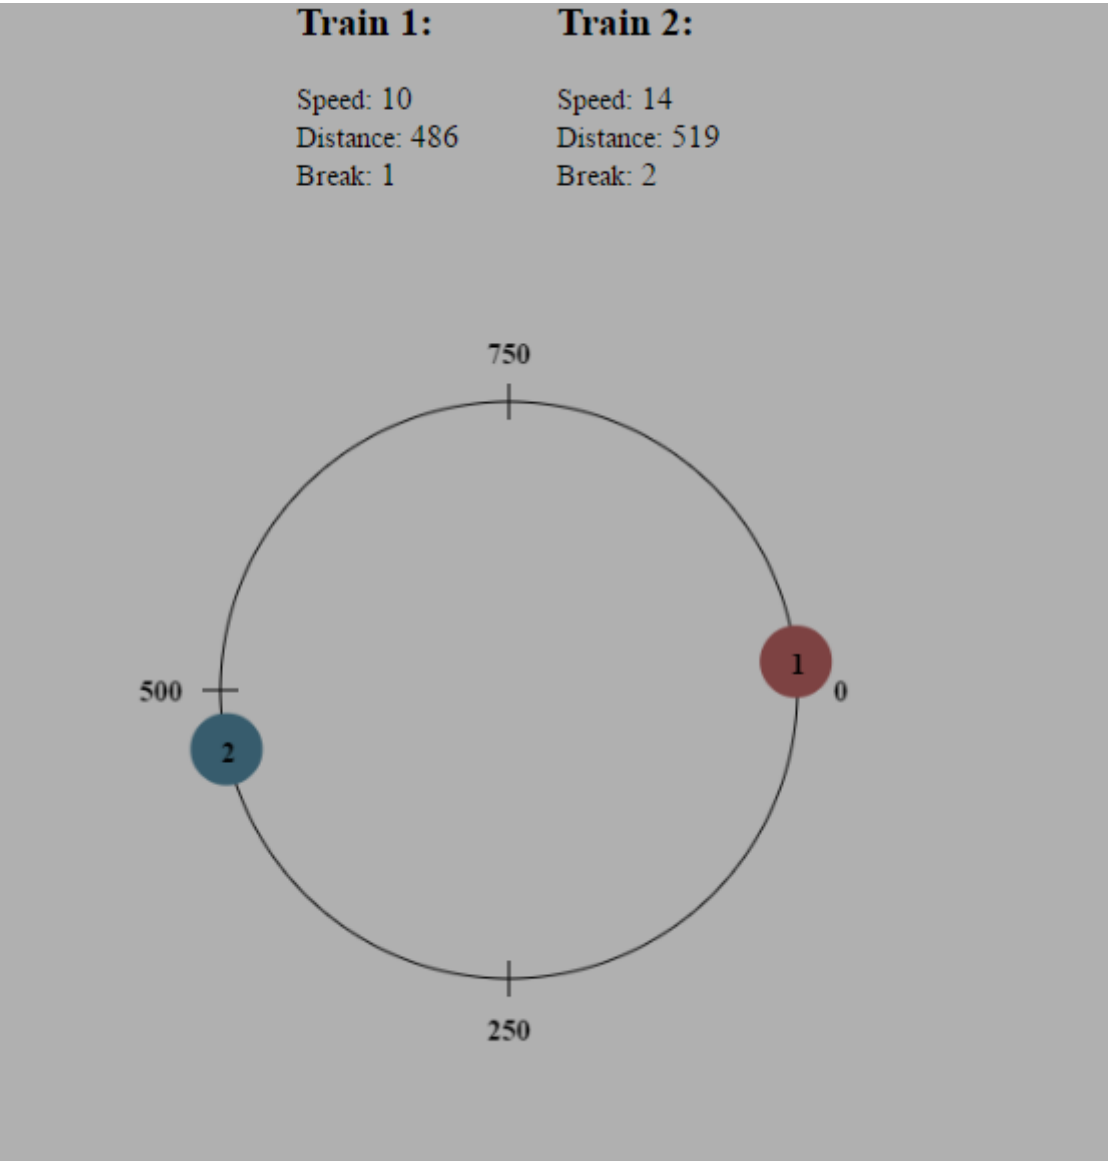 Train 1:
Speed: 10
Distance: 486
Break: 1
Train 2:
Speed: 14
Distance: 519
Break: 2
750
1
0
500
2
250